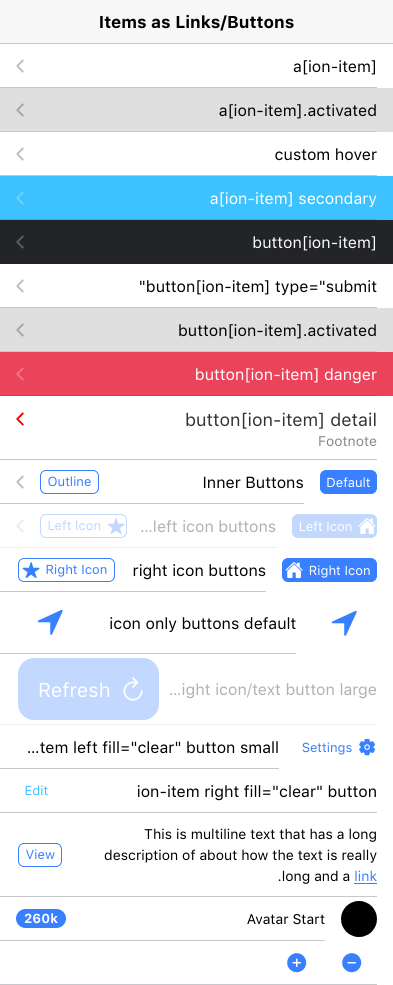 Items as Links/Buttons
a[ion-item]
a[ion-item].activated
custom hover
a[ion-item] secondary
button[ion-item]
"button[ion-item] type="submit
button[ion-item].activated
button[ion-item] danger
button[ion-item] detail
Footnote
Default Inner Buttons Outline
Left Icon ...left icon buttons Left Icon
Right Icon right icon buttons Right Icon
icon only buttons default
...ight icon/text button large Refresh
Settings ...tem left fill="clear" button small
ion-item right fill="clear" button Edit
This is multiline text that has a long
description of about how the text is really
.long and a link
View
Avatar Start 260k